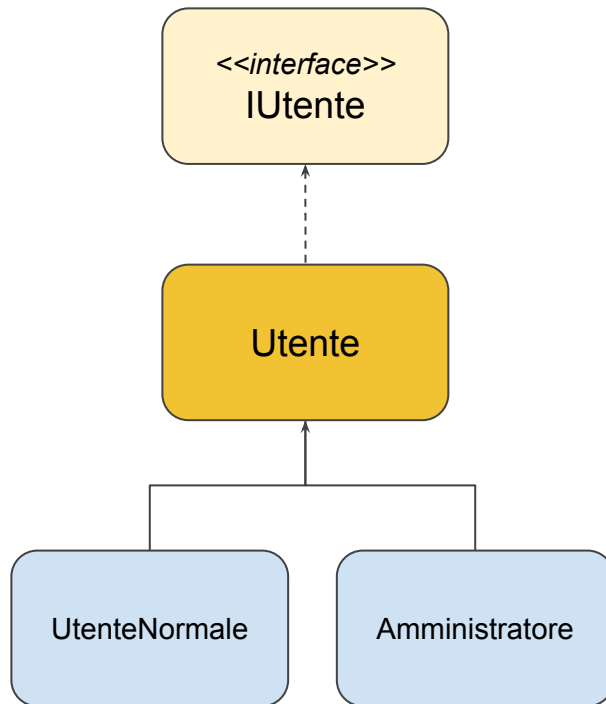 <<interface>>
IUtente
Utente
UtenteNormale
Amministratore